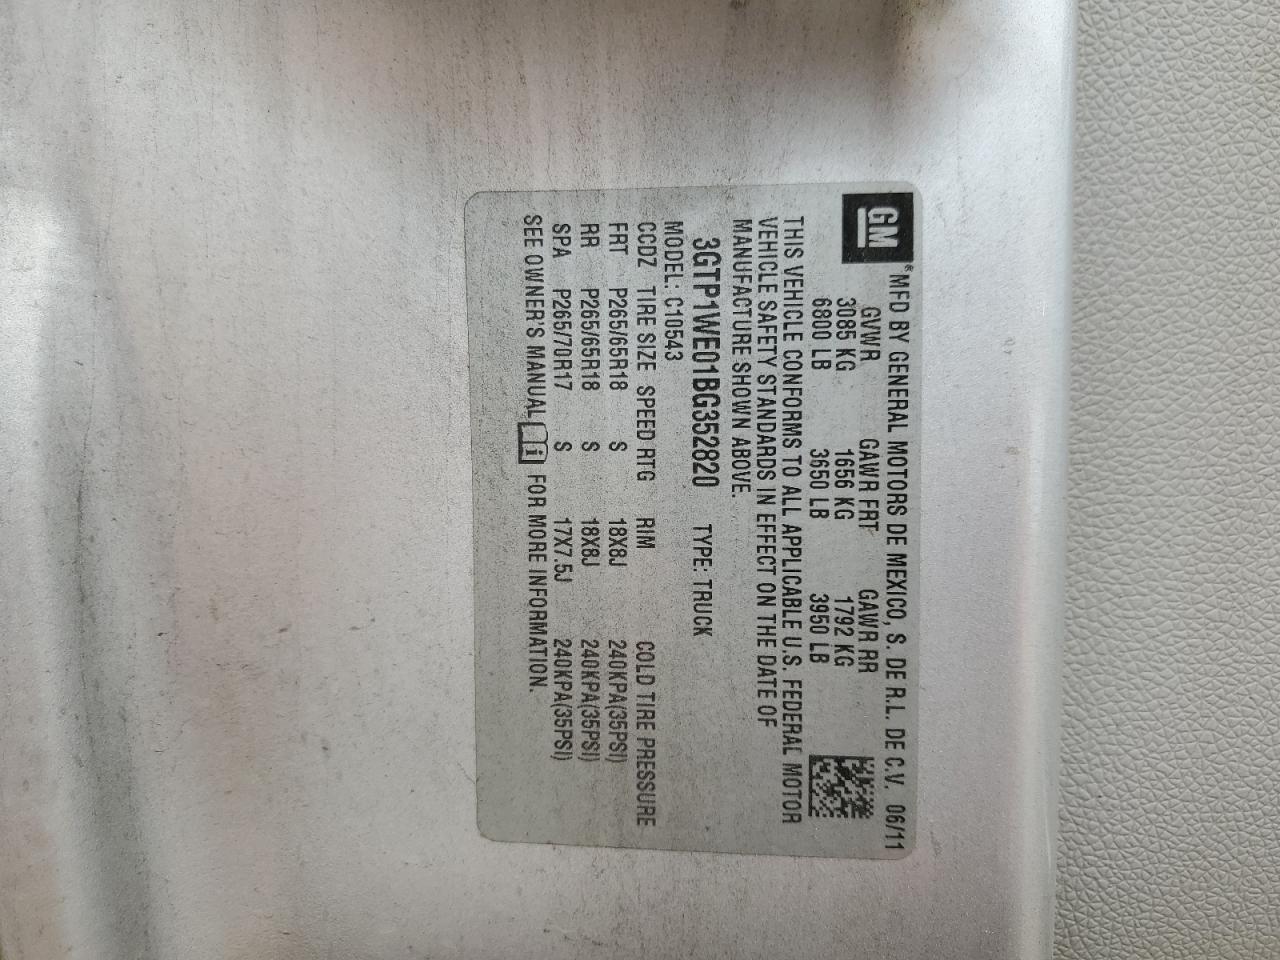 GM® MFD BY GENERAL MOTORS DE MEXICO, S. DE R.L. DE C.V. 06/11
GVWR GAWR FRT GAWR RR
3085 KG 1656 KG 1792 KG
6800 LB 3650 LB 3950 LB
THIS VEHICLE CONFORMS TO ALL APPLICABLE U.S. FEDERAL MOTOR
VEHICLE SAFETY STANDARDS IN EFFECT ON THE DATE OF
MANUFACTURE SHOWN ABOVE.
3GTP1WE01BG352820 TYPE: TRUCK
MODEL: C10543
CCDZ TIRE SIZE SPEED RTG RIM COLD TIRE PRESSURE
FRT P265/65R18 S 18X8J 240KPA(35PSI)
RR P265/65R18 S 18X8J 240KPA(35PSI)
SPA P265/70R17 S 17X7.5J 240KPA(35PSI)
SEE OWNER'S MANUAL i FOR MORE INFORMATION.